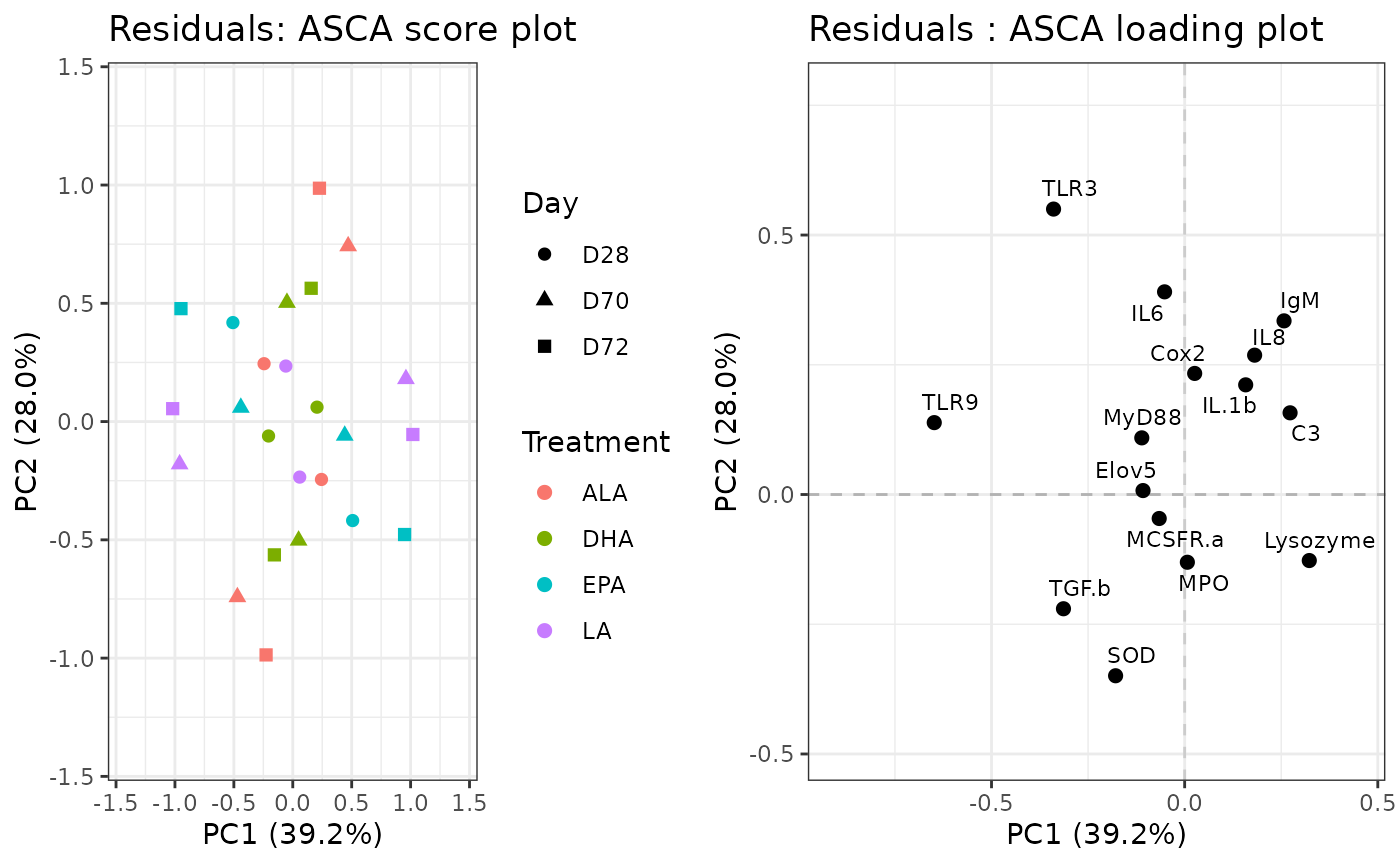 Residuals: ASCA score plot
1.5
1.0
0.5
0.0
-0.5
-1.0
-1.5
-1.5 -1.0 -0.5 0.0 0.5 1.0 1.5
PC1 (39.2%)
PC2 (28.0%)
Day
D28
D70
D72
Treatment
ALA
DHA
EPA
LA
Residuals : ASCA loading plot
TLR3
IL6
IgM
IL8
Cox2
TLR9
IL.1b
MyD88
C3
Elov5
MCSFR.a
Lysozyme
TGF.b
MPO
SOD
0.5
0.0
-0.5
-0.5 0.0 0.5
PC1 (39.2%)
PC2 (28.0%)